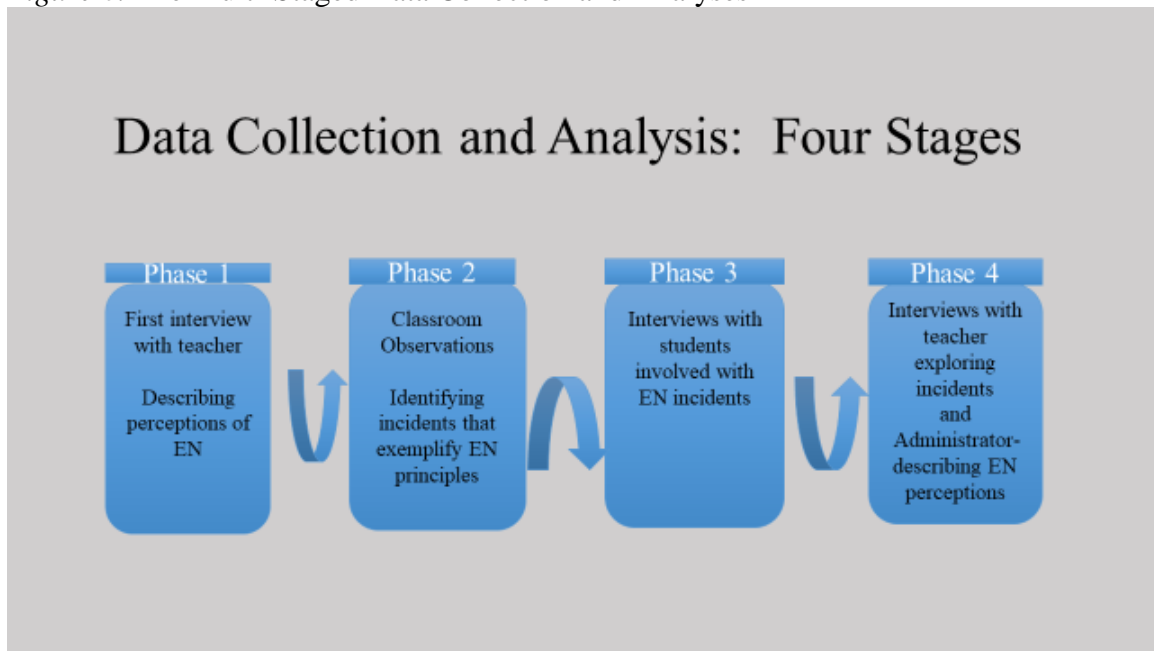 Data Collection and Analysis: Four Stages
Phase 1
First interview
with teacher
Describing
perceptions of
EN
Phase 2
Classroom
Observations
Identifying
incidents that
exemplify EN
principles
Phase 3
Interviews with
students
involved with
EN incidents
Phase 4
Interviews with
teacher
exploring
incidents
and
Administrator-
describing EN
perceptions